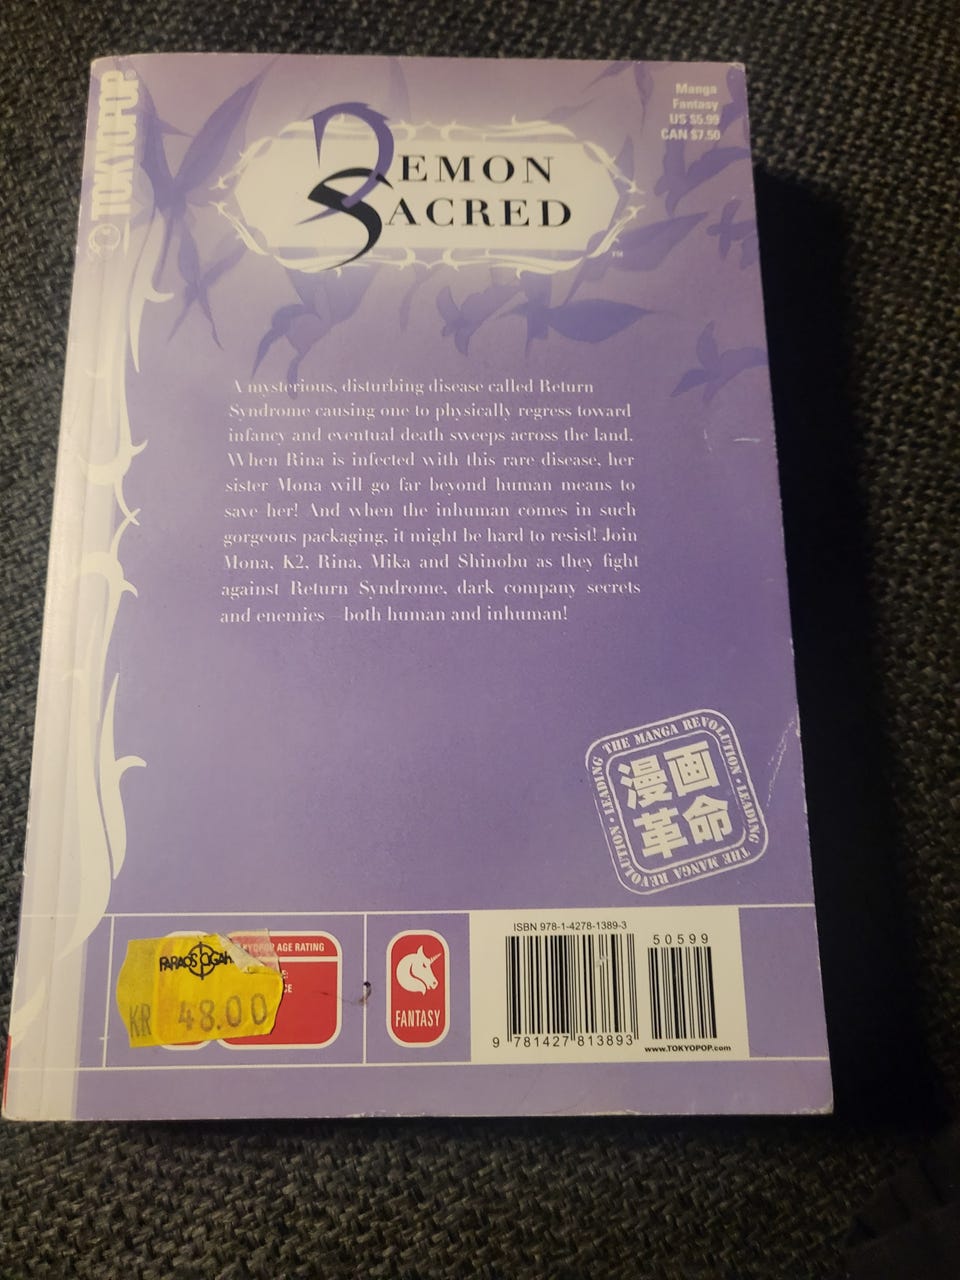 TOKYOPOP®
Manga
Fantasy
US $5.99
CAN $7.50
DEMON
SACRED
™
A mysterious, disturbing disease called Return
Syndrome causing one to physically regress toward
infancy and eventual death sweeps across the land.
When Rina is infected with this rare disease, her
sister Mona will go far beyond human means to
save her! And when the inhuman comes in such
gorgeous packaging, it might be hard to resist! Join
Mona, K2, Rina, Mika and Shinobu as they fight
against Return Syndrome, dark company secrets
and enemies—both human and inhuman!
LEADING THE MANGA REVOLUTION • LEADING THE MANGA REVOLUTION •
漫画
革命
AGE RATING
KR 48.00
FANTASY
ISBN 978-1-4278-1389-3
50599
9 781427 813893
www.TOKYOPOP.com